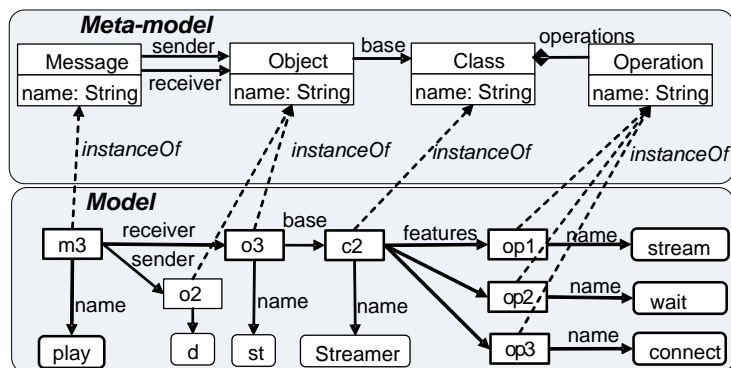 Meta-model
sender
base
operations
Message
Object
Class
Operation
receiver
name: String
name: String
name: String
name: String
instanceOf
instanceOf
instanceOf
instanceOf
Model
receiver
base
features
name
m3
o3
c2
op1
stream
sender
o2
op2
name
wait
name
name
name
op3
name
connect
play
d
st
Streamer